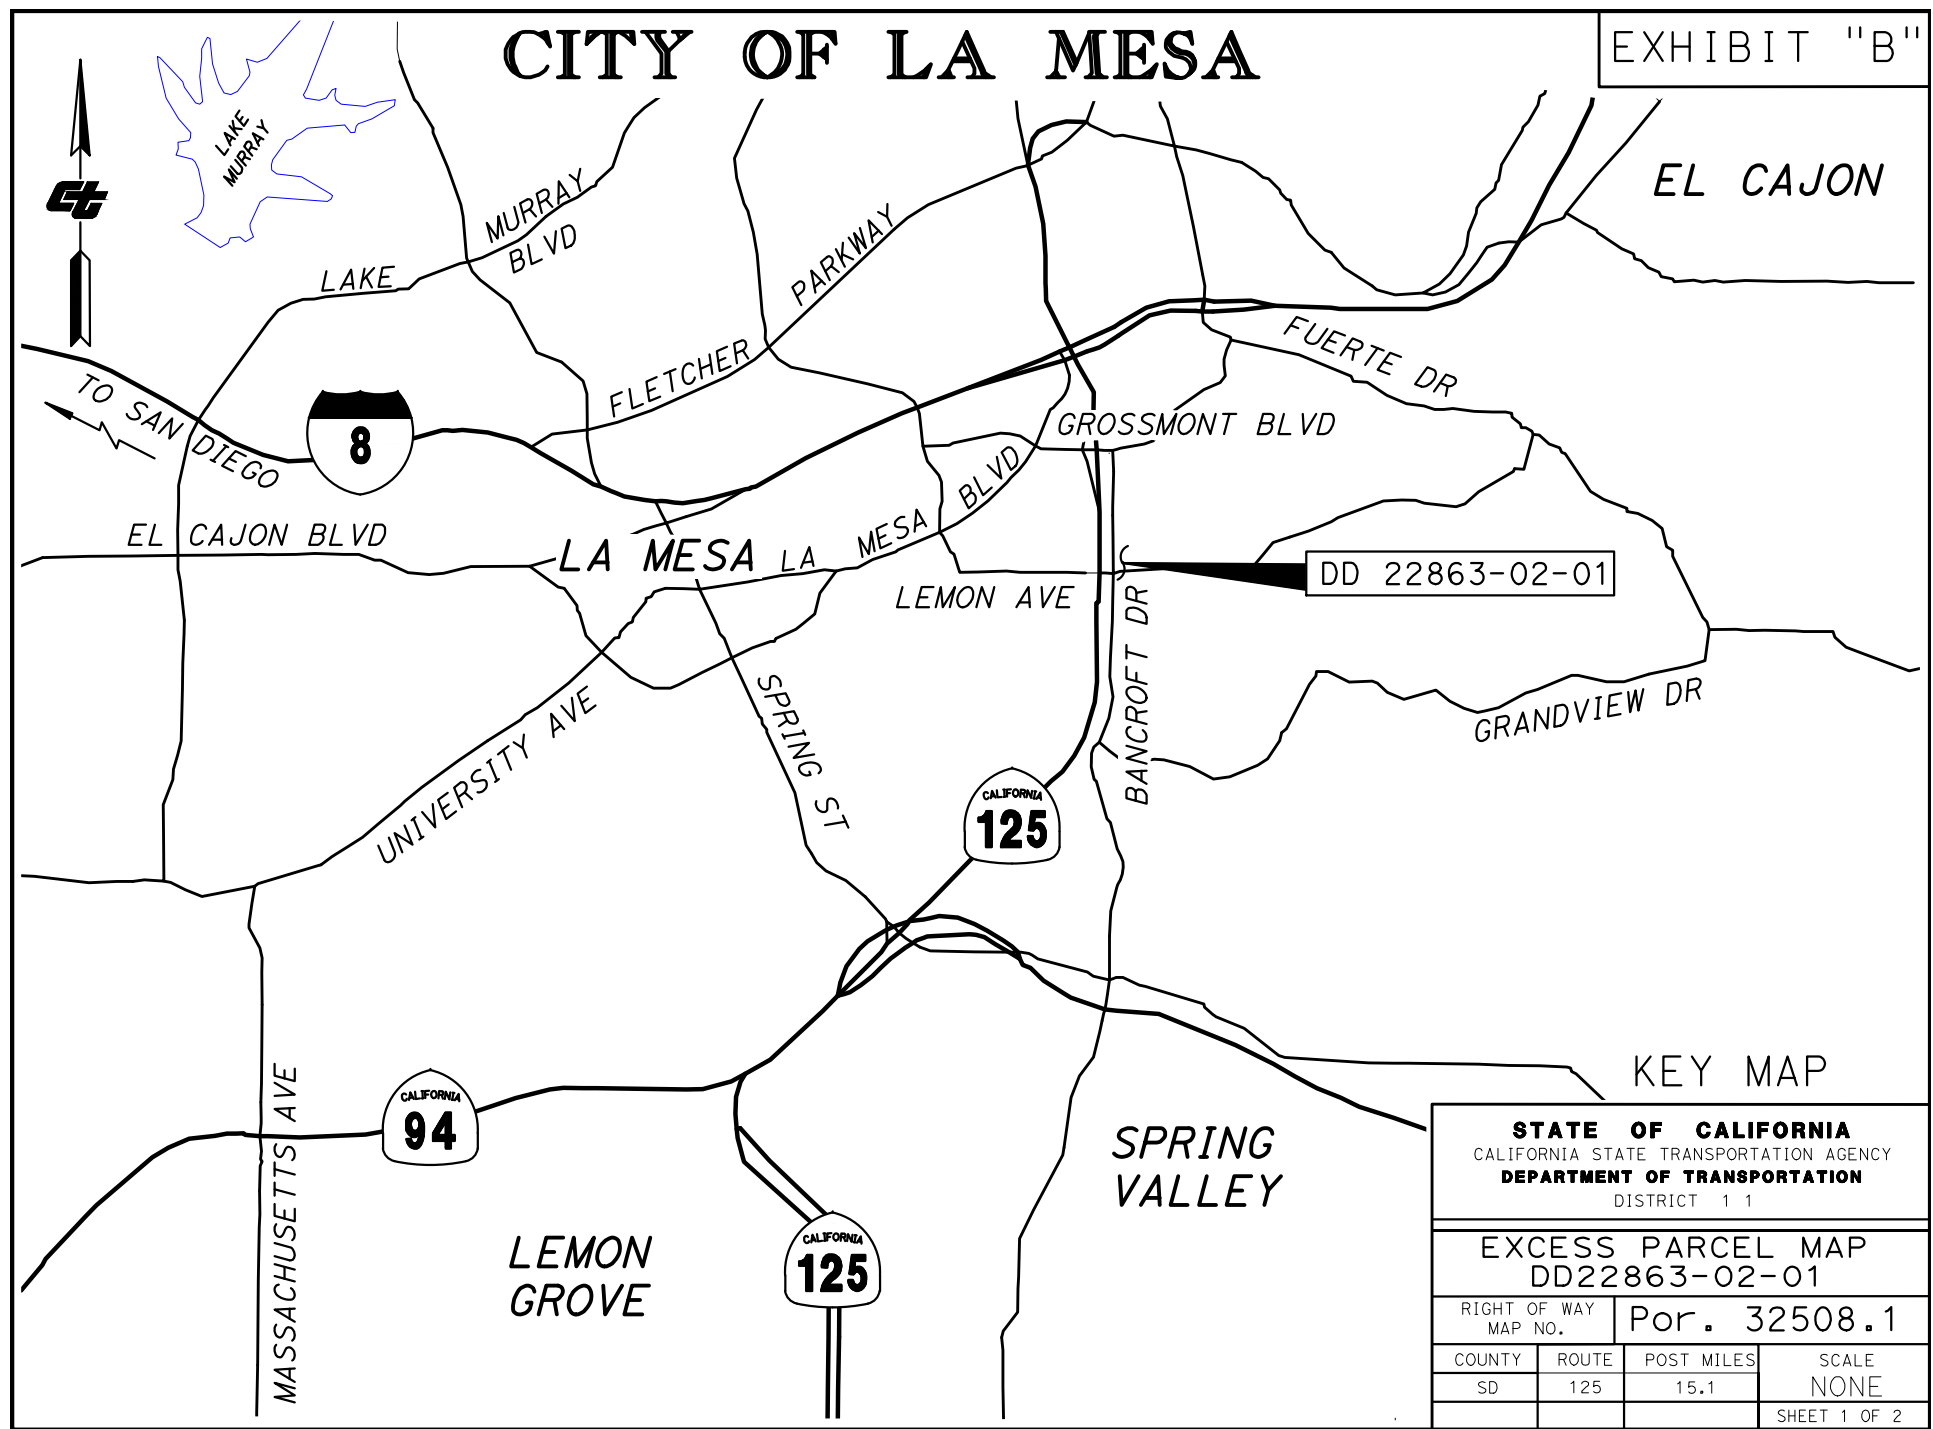 CITY OF LA MESA
EXHIBIT "B"
LAKE
MURRAY
EL CAJON
MURRAY
BLVD
LAKE
PARKWAY
FLETCHER
FUERTE DR
TO SAN DIEGO
8
GROSSMONT BLVD
EL CAJON BLVD
LA MESA
LA MESA BLVD
DD 22863-02-01
LEMON AVE
BANCROFT DR
SPRING ST
UNIVERSITY AVE
GRANDVIEW DR
CALIFORNIA
125
MASSACHUSETTS AVE
CALIFORNIA
94
SPRING
VALLEY
LEMON
GROVE
CALIFORNIA
125
KEY MAP
STATE OF CALIFORNIA
CALIFORNIA STATE TRANSPORTATION AGENCY
DEPARTMENT OF TRANSPORTATION
DISTRICT 11
EXCESS PARCEL MAP
DD22863-02-01
RIGHT OF WAY
MAP NO.
Por. 32508.1
COUNTY ROUTE POST MILES SCALE
SD 125 15.1 NONE
SHEET 1 OF 2
ct